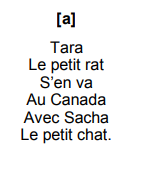 [a]
Tara
Le petit rat
S'en va
Au Canada
Avec Sacha
Le petit chat.